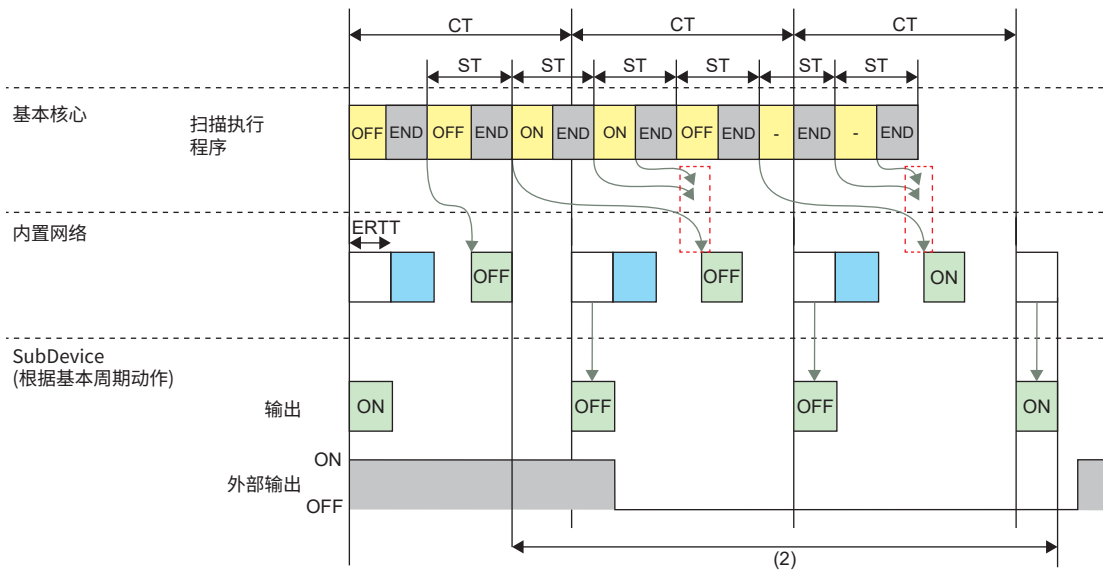 CT CT CT
ST ST ST ST ST ST
基本核心
扫描执行
程序
OFF END OFF END ON END ON END OFF END - END - END
内置网络
ERTT
OFF OFF ON
SubDevice
(根据基本周期动作)
输出
ON OFF OFF ON
ON
外部输出
OFF
(2)